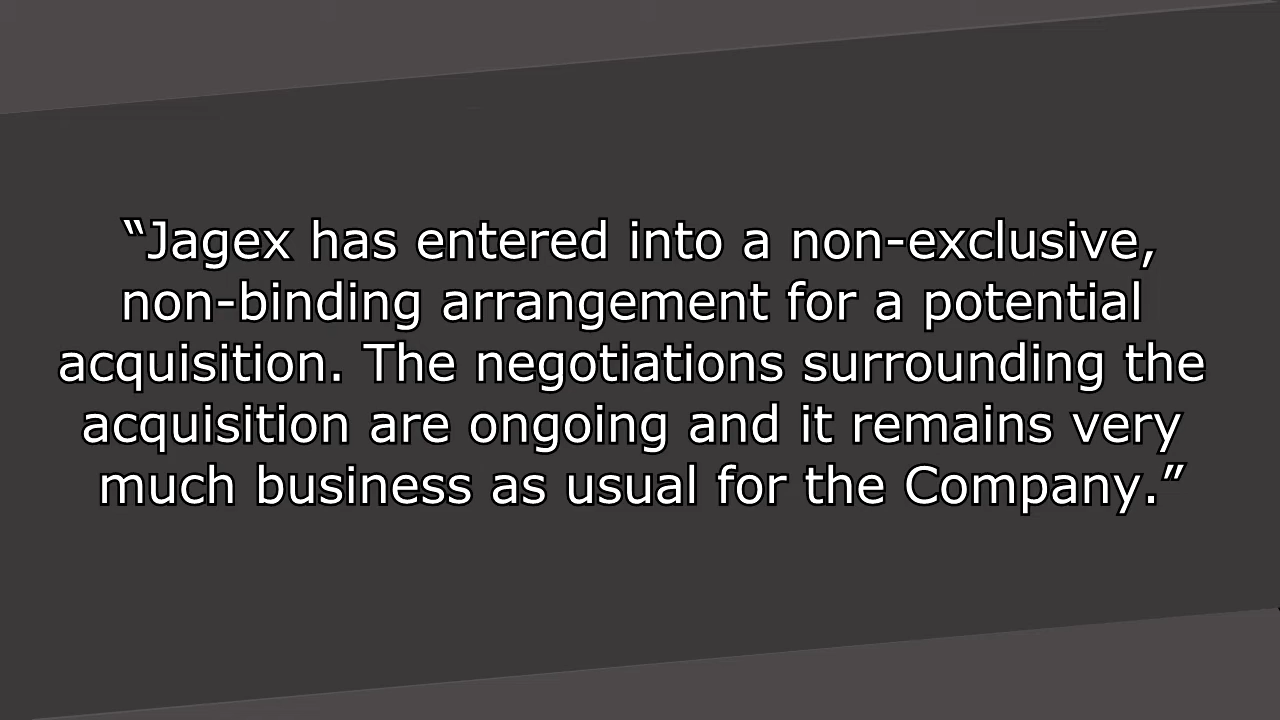 “Jagex has entered into a non-exclusive,
non-binding arrangement for a potential
acquisition. The negotiations surrounding the
acquisition are ongoing and it remains very
much business as usual for the Company.”